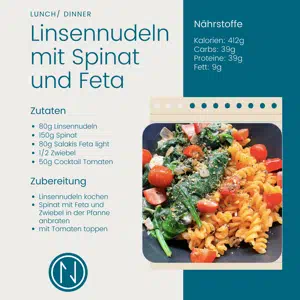 LUNCH/ DINNER
Linsennudeln
mit Spinat
und Feta
Nährstoffe
Kalorien: 412g
Carbs: 39g
Proteine: 39g
Fett: 9g
Zutaten
80g Linsennudeln
150g Spinat
80g Salakis Feta light
1/2 Zwiebel
50g Cocktail Tomaten
Zubereitung
Linsennudeln kochen
Spinat mit Feta und
Zwiebel in der Pfanne
anbraten
mit Tomaten toppen
N